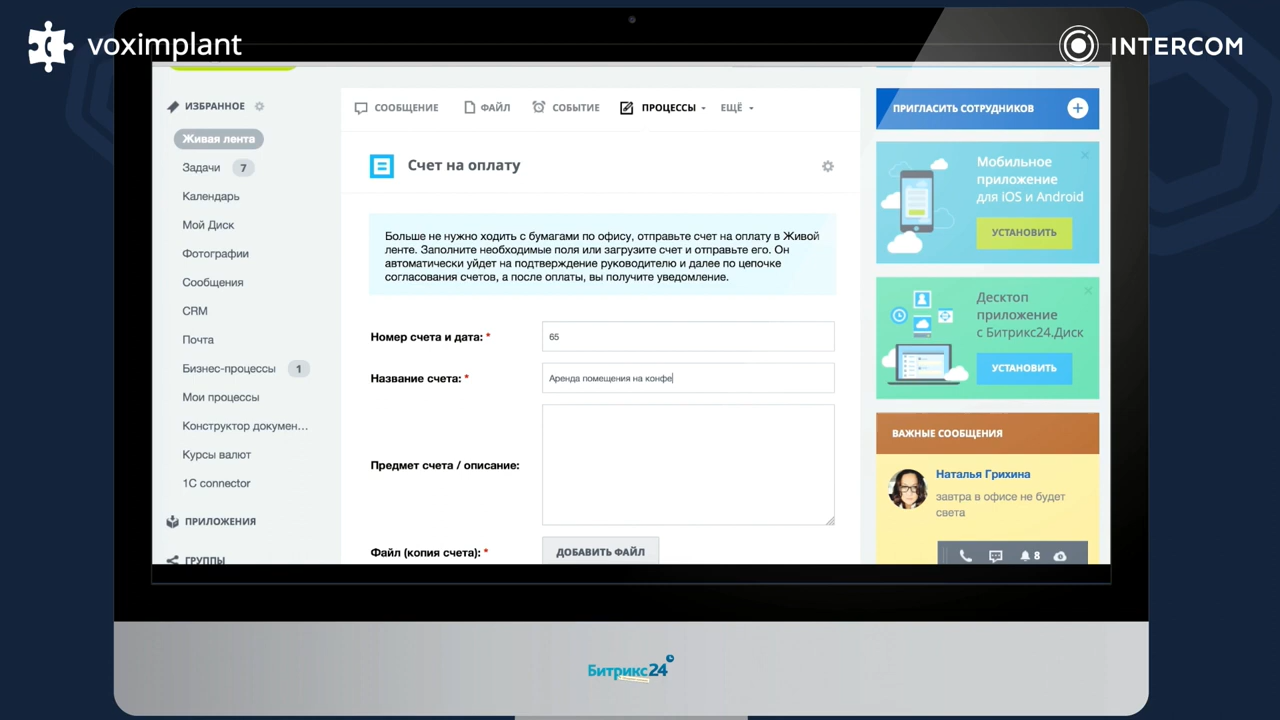 voximplant
INTERCOM
ИЗБРАННОЕ
Живая лента
Задачи 7
Календарь
Мой Диск
Фотографии
Сообщения
CRM
Почта
Бизнес-процессы 1
Мои процессы
Конструктор докумен...
Курсы валют
1C connector
ПРИЛОЖЕНИЯ
ГРУППЫ
СООБЩЕНИЕ ФАЙЛ СОБЫТИЕ ПРОЦЕССЫ ЕЩЁ
Счет на оплату
Больше не нужно ходить с бумагами по офису, отправьте счет на оплату в Живой
ленте. Заполните необходимые поля или загрузите счет и отправьте его. Он
автоматически уйдет на подтверждение руководителю и далее по цепочке
согласования счетов, а после оплаты, вы получите уведомление.
Номер счета и дата: * 65
Название счета: * Аренда помещения на конфе
Предмет счета / описание:
Файл (копия счета): * ДОБАВИТЬ ФАЙЛ
ПРИГЛАСИТЬ СОТРУДНИКОВ
Мобильное
приложение
для iOS и Android
УСТАНОВИТЬ
Десктоп
приложение
с Битрикс24.Диск
УСТАНОВИТЬ
ВАЖНЫЕ СООБЩЕНИЯ
Наталья Грихина
завтра в офисе не будет
света
8
Битрикс24